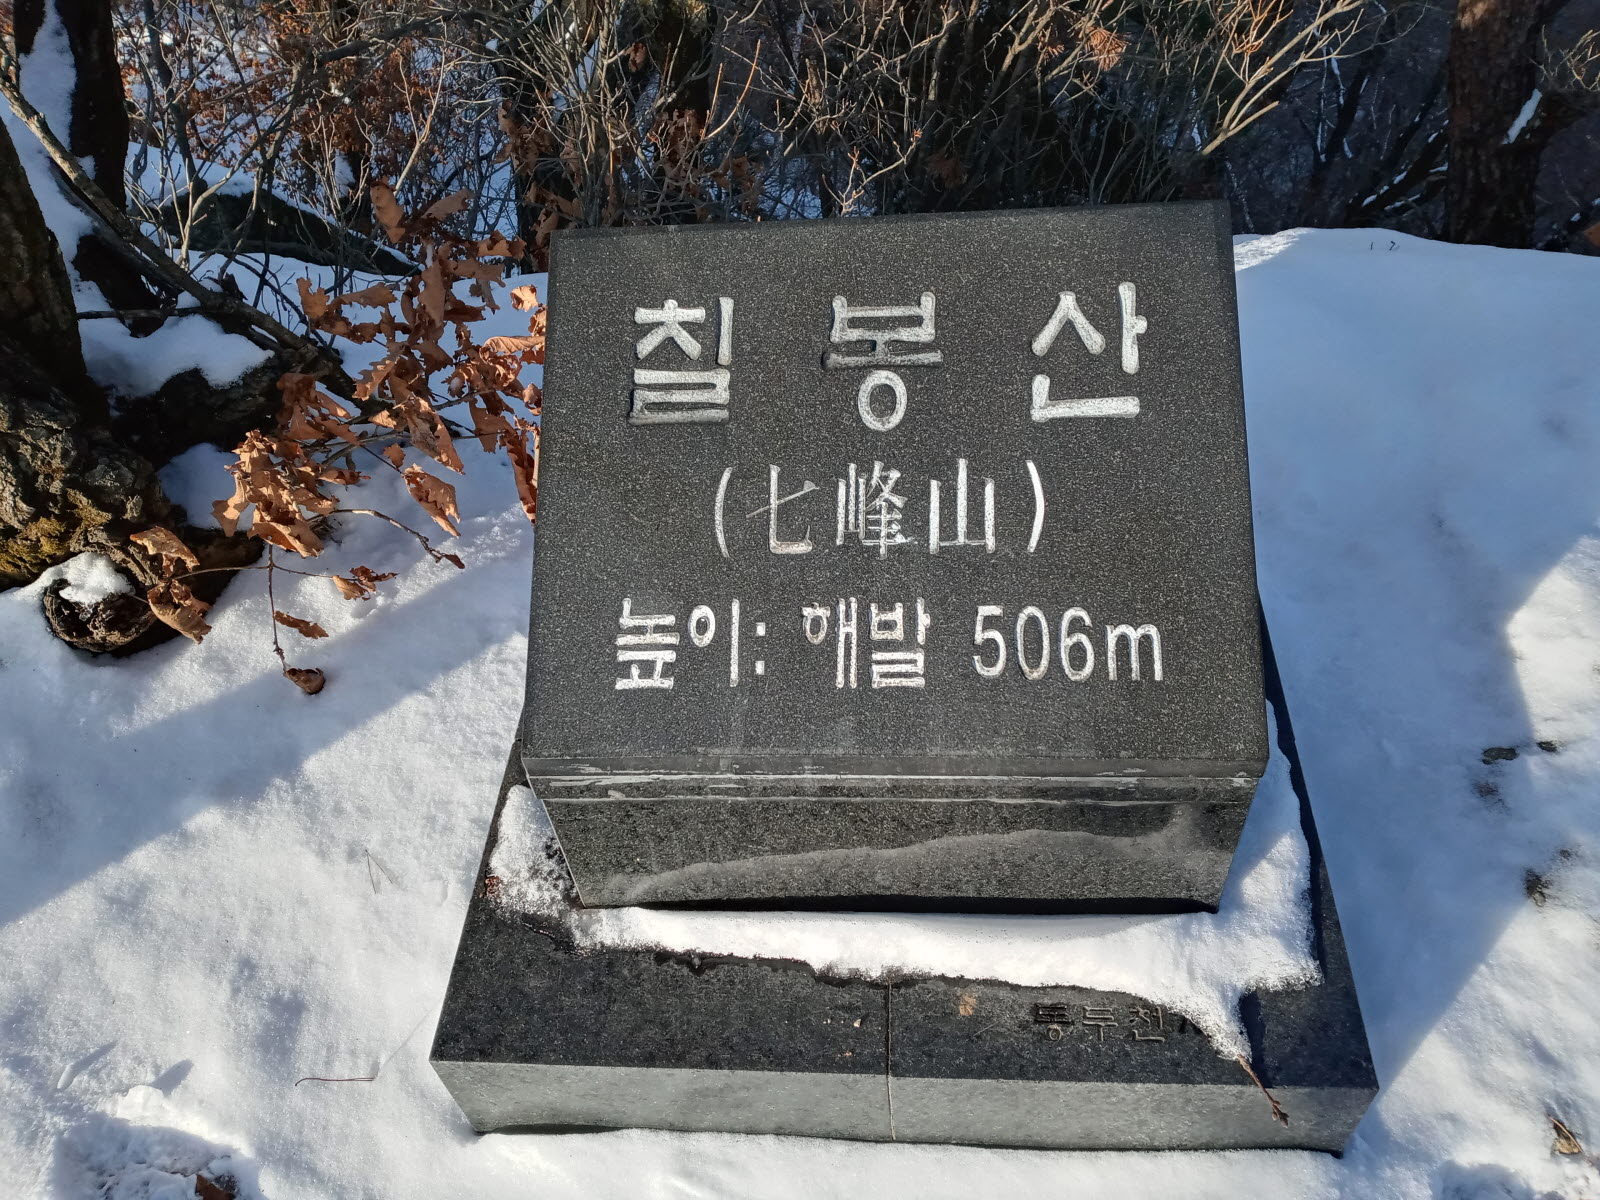 칠봉산
(七峰山)
높이: 해발 506m
동두천